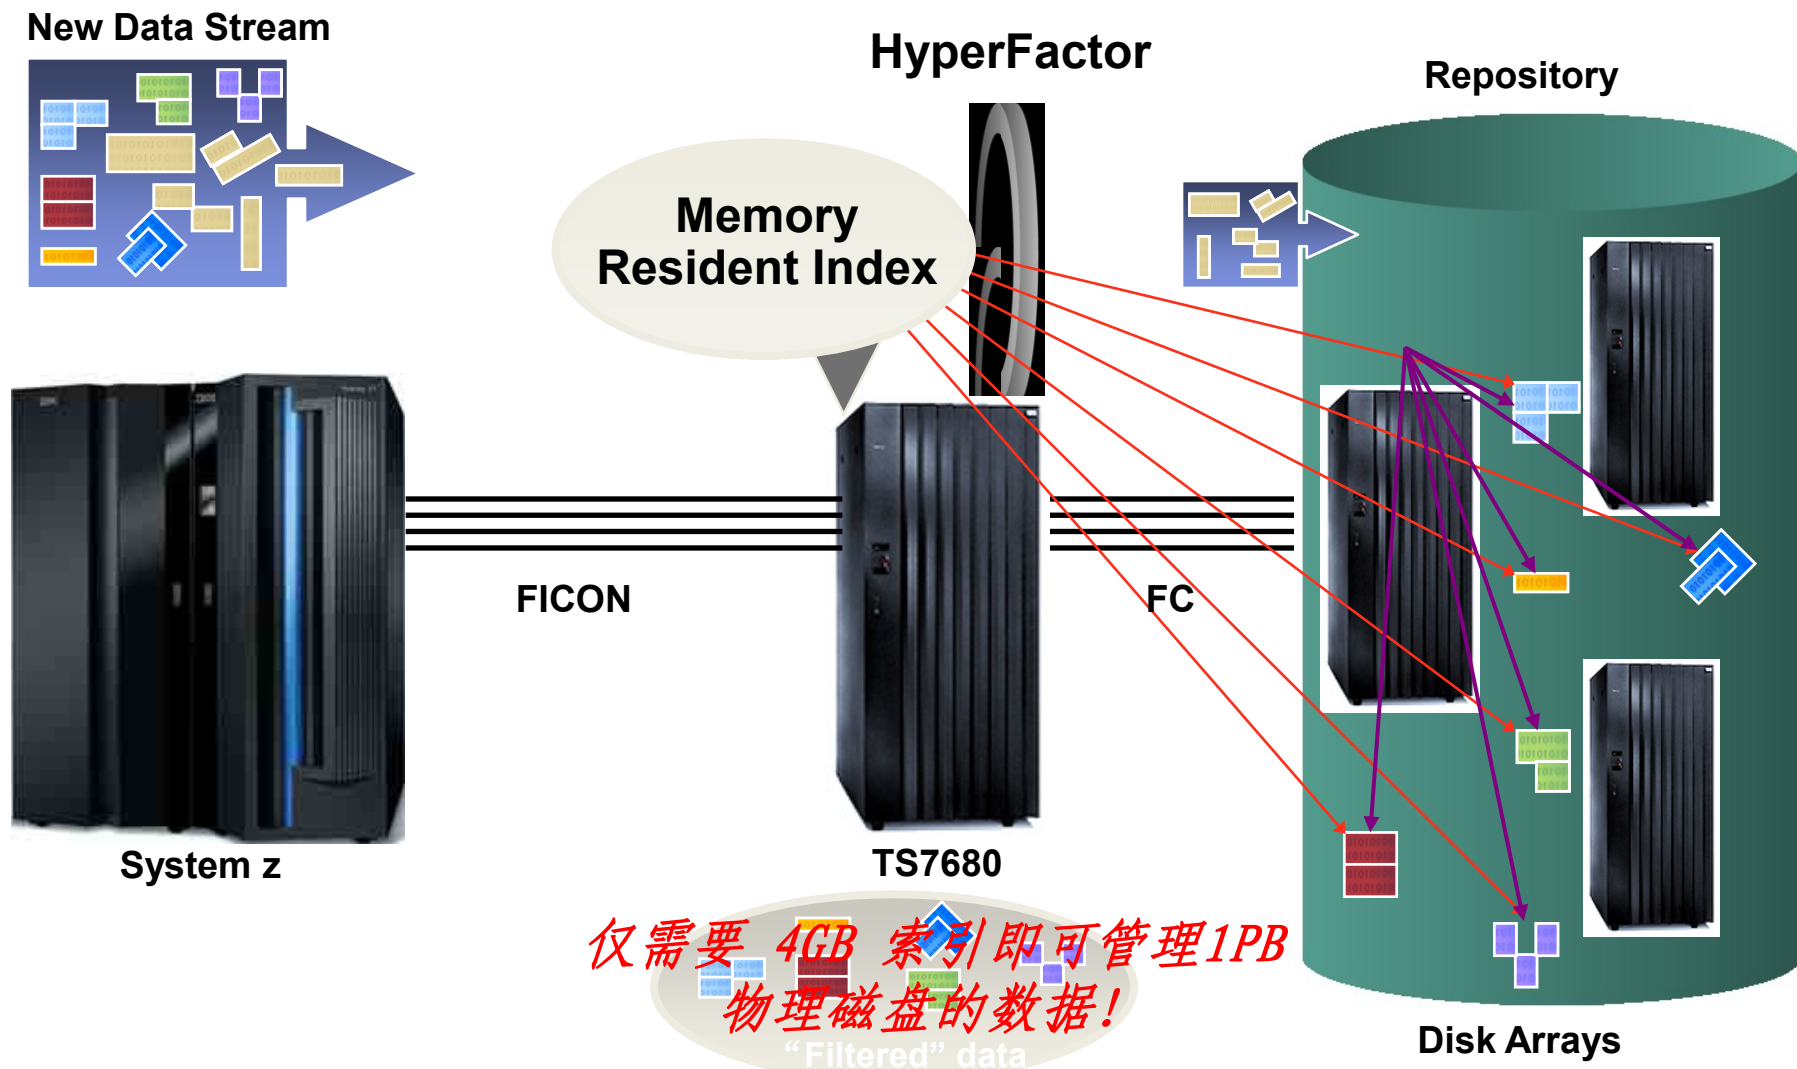 New Data Stream
HyperFactor
Repository
Memory
Resident Index
FICON
FC
System z
TS7680
仅需要 4GB 索引即可管理1PB
物理磁盘的数据!
“Filtered” data
Disk Arrays